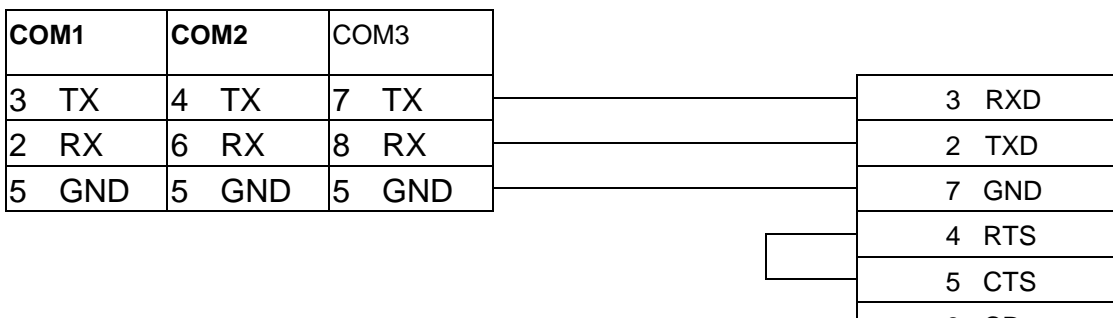 COM1 COM2 COM3
3 TX 4 TX 7 TX
3 RXD
2 RX 6 RX 8 RX
2 TXD
5 GND 5 GND 5 GND
7 GND
4 RTS
5 CTS